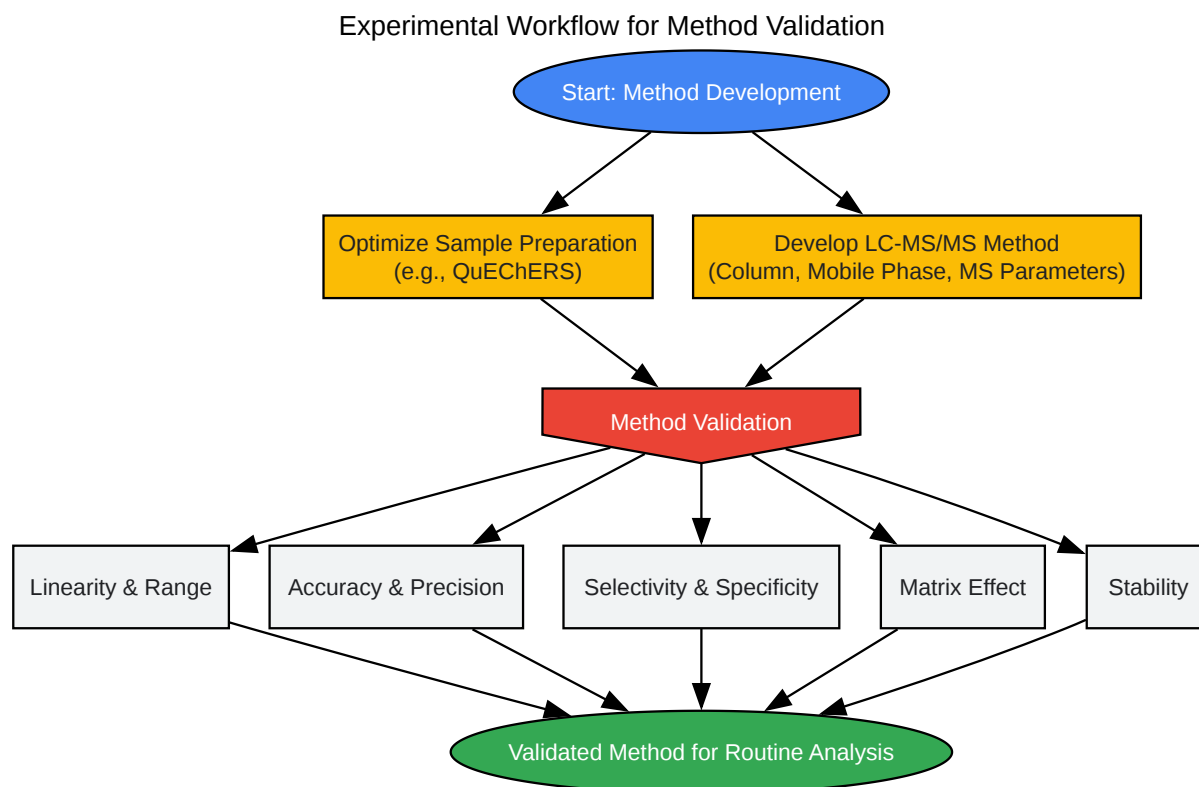 Experimental Workflow for Method Validation
Start: Method Development
Optimize Sample Preparation
(e.g., QuEChERS)
Develop LC-MS/MS Method
(Column, Mobile Phase, MS Parameters)
Method Validation
Linearity & Range
Accuracy & Precision
Selectivity & Specificity
Matrix Effect
Stability
Validated Method for Routine Analysis